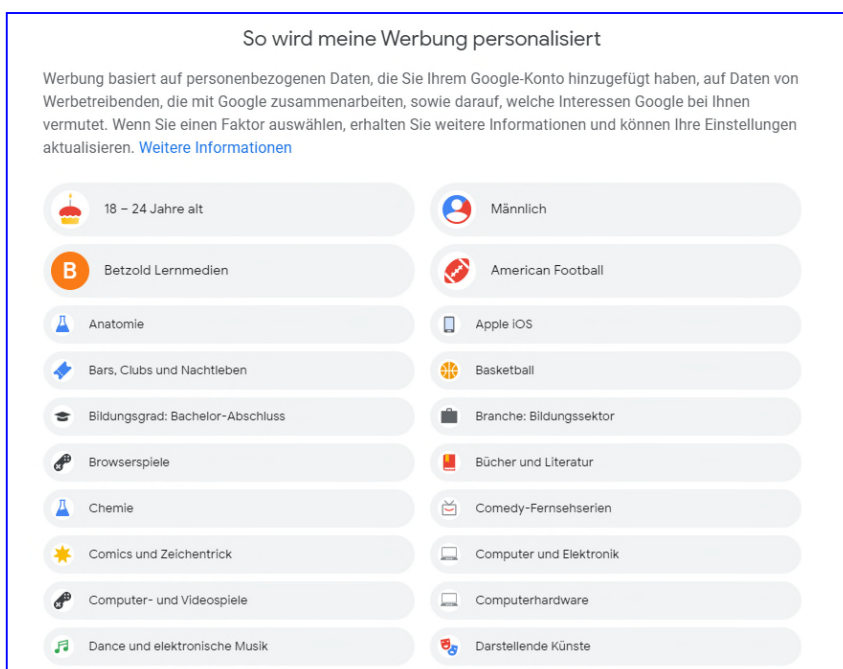 So wird meine Werbung personalisiert
Werbung basiert auf personenbezogenen Daten, die Sie Ihrem Google-Konto hinzugefügt haben, auf Daten von
Werbetreibenden, die mit Google zusammenarbeiten, sowie darauf, welche Interessen Google bei Ihnen
vermutet. Wenn Sie einen Faktor auswählen, erhalten Sie weitere Informationen und können Ihre Einstellungen
aktualisieren. Weitere Informationen
18 – 24 Jahre alt
Männlich
B Betzold Lernmedien
American Football
Anatomie
Apple iOS
Bars, Clubs und Nachtleben
Basketball
Bildungsgrad: Bachelor-Abschluss
Branche: Bildungssektor
Browserspiele
Bücher und Literatur
Chemie
Comedy-Fernsehserien
Comics und Zeichentrick
Computer und Elektronik
Computer- und Videospiele
Computerhardware
Dance und elektronische Musik
Darstellende Künste